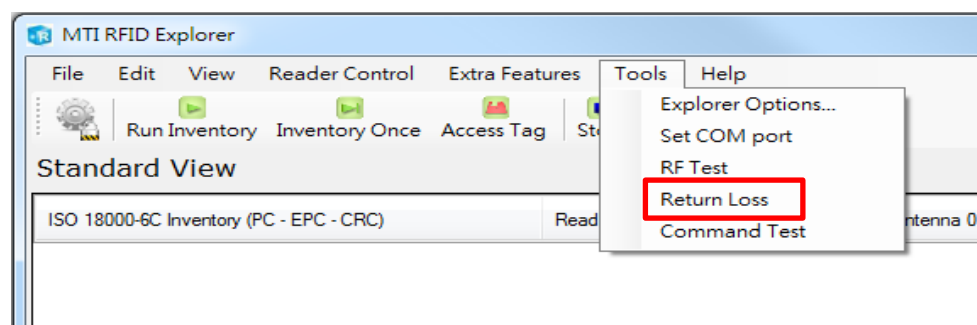 MTI RFID Explorer
File Edit View Reader Control Extra Features Tools Help
Explorer Options...
Run Inventory Inventory Once Access Tag
Set COM port
Standard View
RF Test
Return Loss
ISO 18000-6C Inventory (PC - EPC - CRC) Read
Command Test